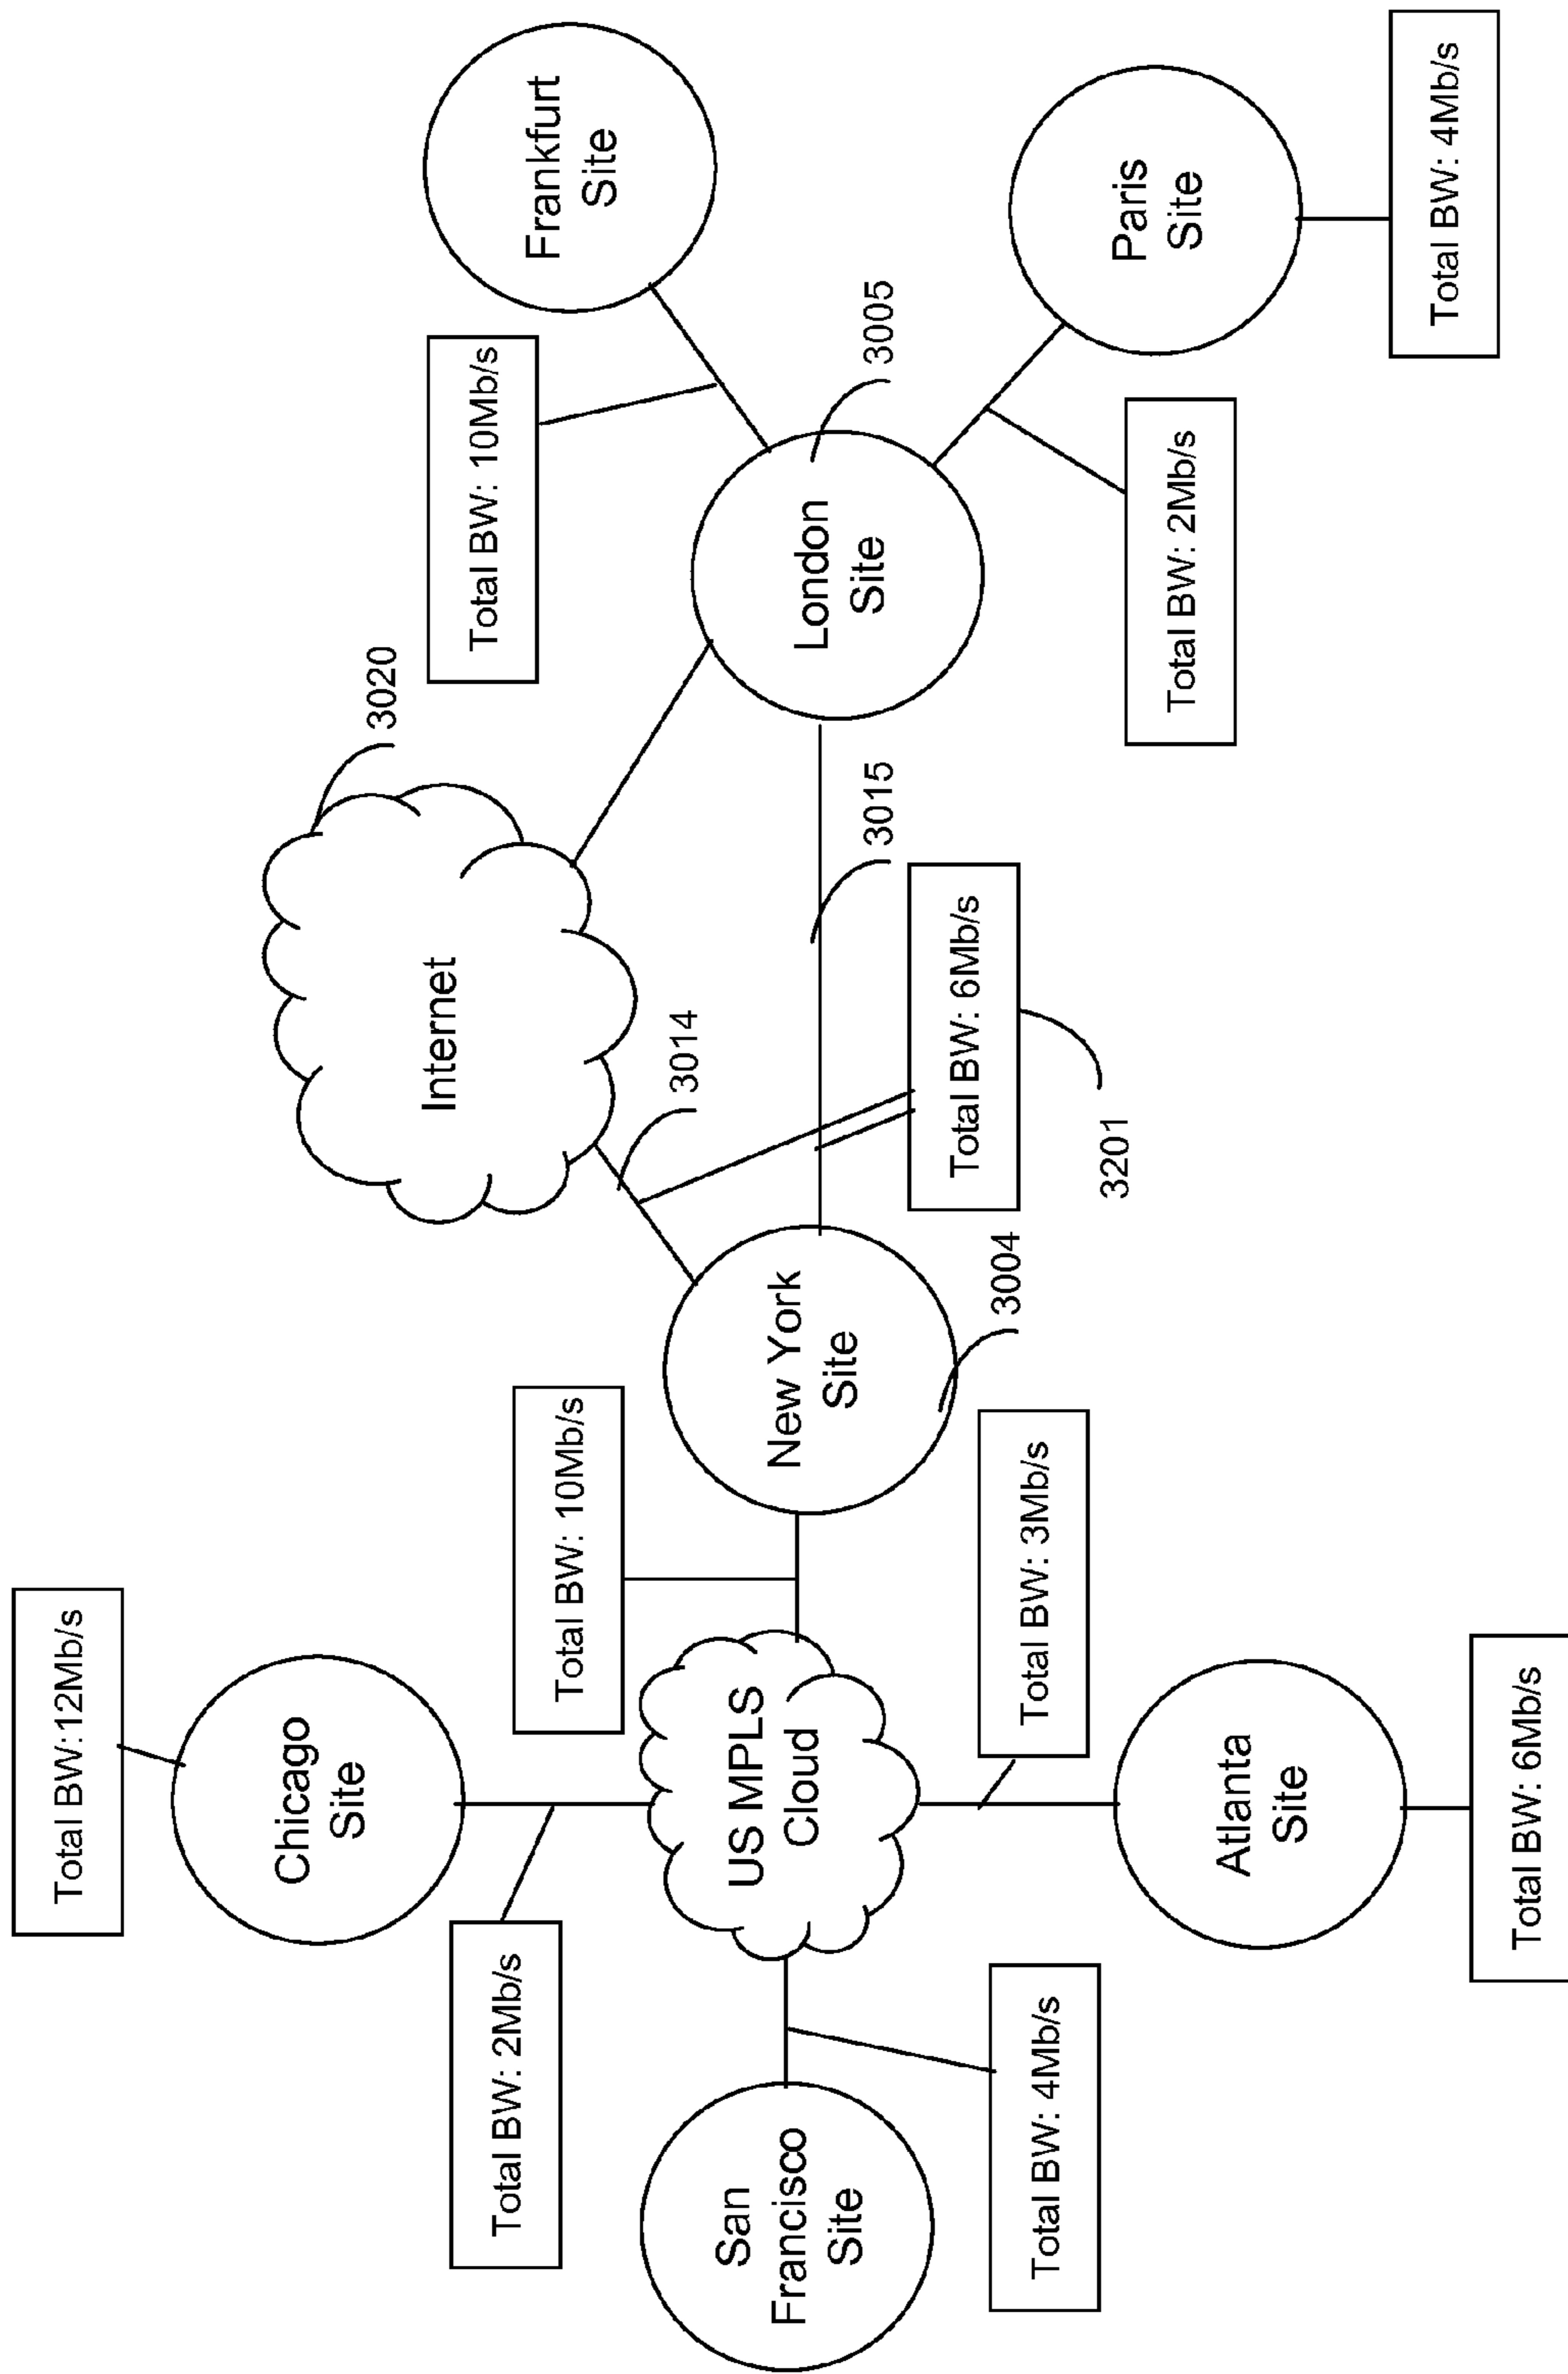 Total BW:12Mb/s
Chicago
Site
Total BW: 2Mb/s
Total BW: 10Mb/s
San
Francisco
Site
US MPLS
Cloud
New York
Site
3004
Total BW: 4Mb/s
Total BW: 3Mb/s
Atlanta
Site
Total BW: 6Mb/s
Internet
3020
3014
3015
Total BW: 6Mb/s
3201
Total BW: 10Mb/s
London
Site
3005
Frankfurt
Site
Total BW: 2Mb/s
Paris
Site
Total BW: 4Mb/s